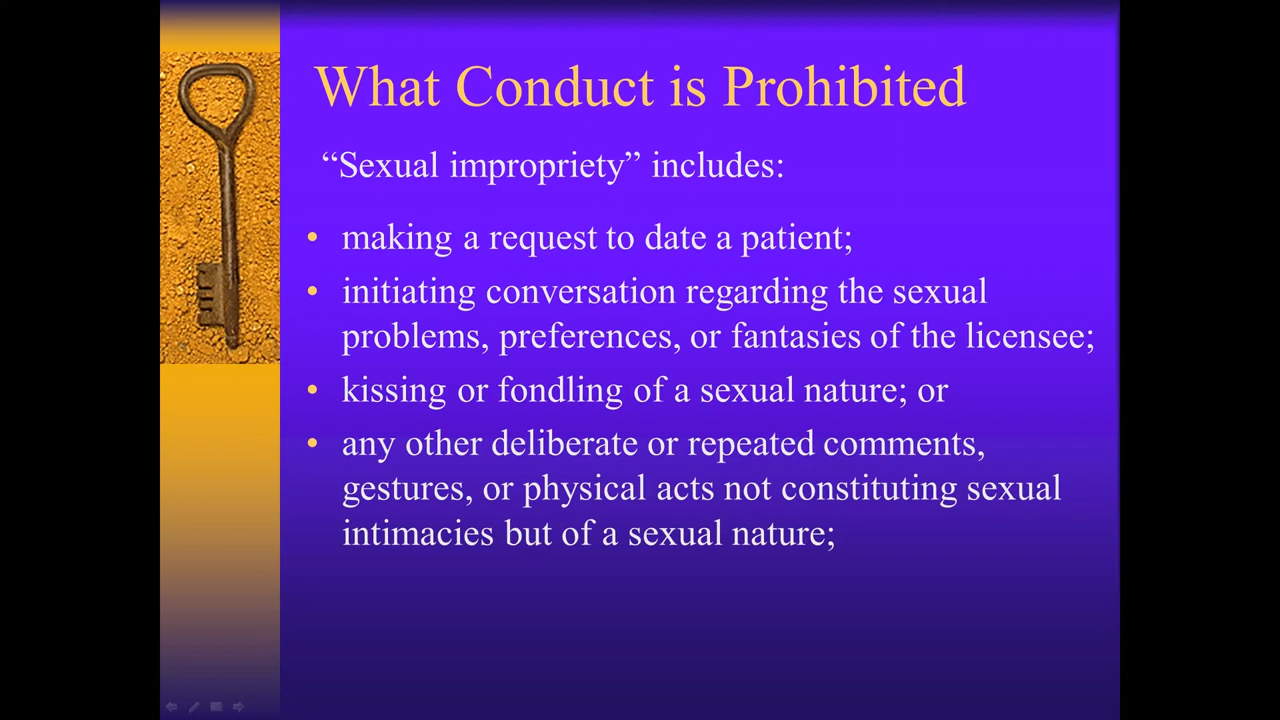 What Conduct is Prohibited
“Sexual impropriety” includes:
• making a request to date a patient;
• initiating conversation regarding the sexual
problems, preferences, or fantasies of the licensee;
• kissing or fondling of a sexual nature; or
• any other deliberate or repeated comments,
gestures, or physical acts not constituting sexual
intimacies but of a sexual nature;